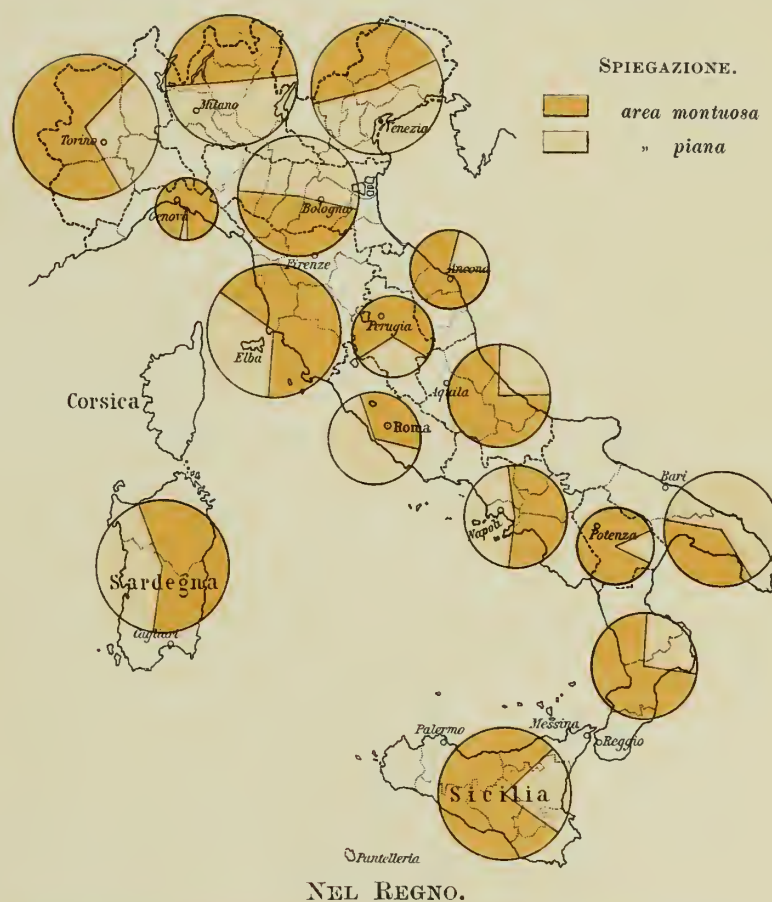 SPIEGAZIONE.
area montuosa
„ piana
Milano
Torino
Venezia
Genova
Bologna
Firenze
Ancona
Perugia
Elba
Aquila
Corsica
Roma
Bari
Napoli
Potenza
Sardegna
Cagliari
Palermo
Messina
Reggio
Sicilia
Pantelleria
NEL REGNO.